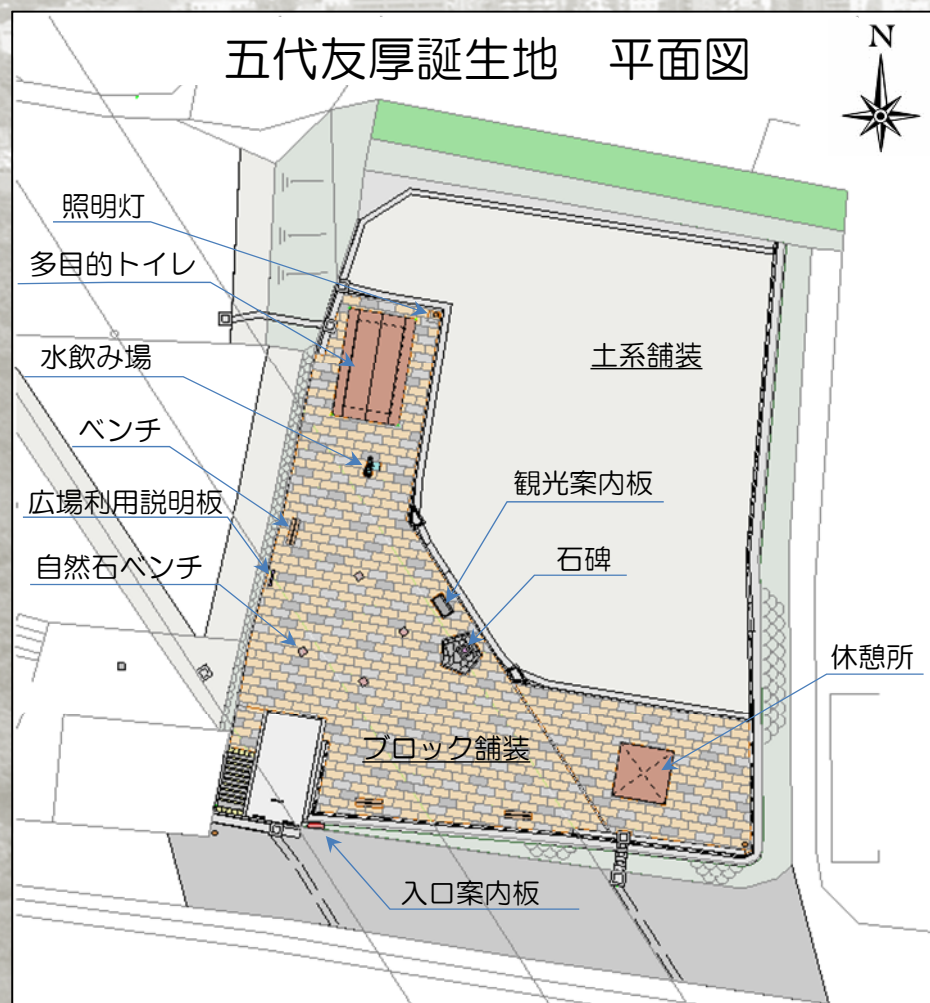 五代友厚誕生地　平面図
N
照明灯
多目的トイレ
水飲み場
ベンチ
広場利用説明板
自然石ベンチ
土系舗装
観光案内板
石碑
休憩所
ブロック舗装
入口案内板